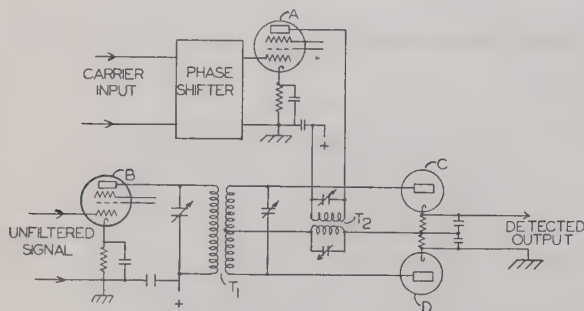 A
CARRIER
INPUT
PHASE
SHIFTER
+
B
C
UNFILTERED
SIGNAL
T2
DETECTED
OUTPUT
+
T1
D